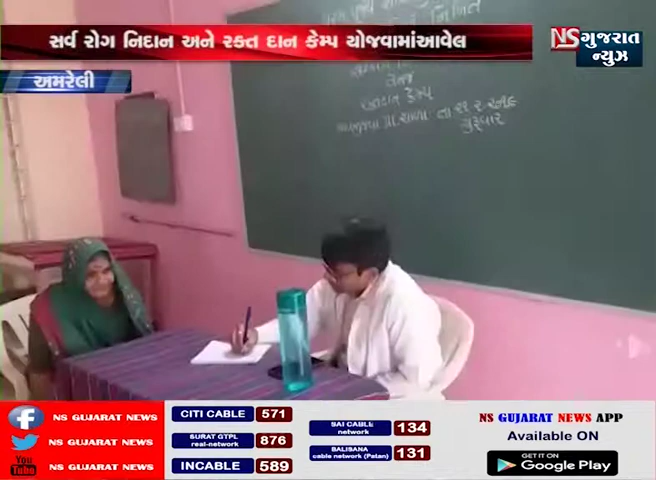 સર્વ રોગ નિદાન અને રક્ત દાન કેમ્પ યોજવામાંઆવેલ
NS ગુજરાત
ન્યુઝ
અમરેલી
નિમિત
કેમ્પ
પ્રા. શાળા તા
ગુરૂવાર
NS GUJARAT NEWS
NS GUJARAT NEWS
You Tube NS GUJARAT NEWS
CITI CABLE 571
SURAT GTPL real-network 876
INCABLE 589
SAI CABLE network 134
BALISANA cable network (Patan) 131
NS GUJARAT NEWS APP
Available ON
GET IT ON
Google Play